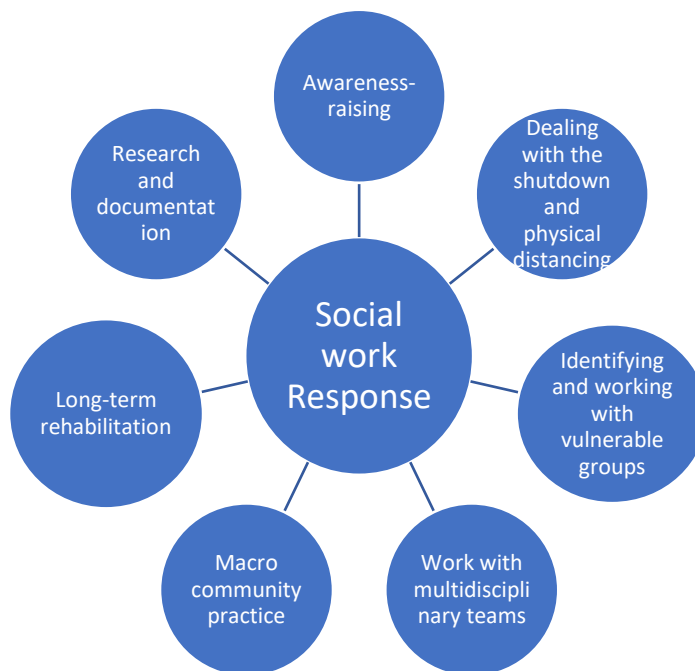 Awareness-
raising
Dealing
with the
shutdown
and
physical
distancing
Identifying
and working
with
vulnerable
groups
Work with
multidiscipli
nary teams
Macro
community
practice
Long-term
rehabilitation
Research
and
documentat
ion
Social
work
Response